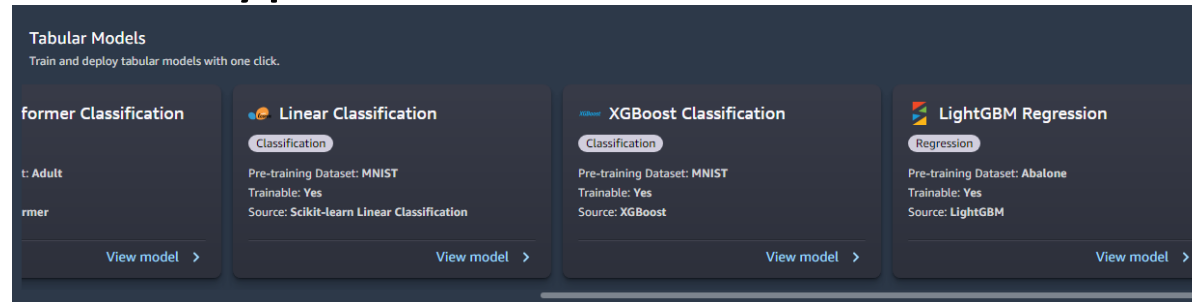 Tabular Models
Train and deploy tabular models with one click.
former Classification
t: Adult
rmer
View model
Linear Classification
Classification
Pre-training Dataset: MNIST
Trainable: Yes
Source: Scikit-learn Linear Classification
View model
XGBoost XGBoost Classification
Classification
Pre-training Dataset: MNIST
Trainable: Yes
Source: XGBoost
View model
LightGBM Regression
Regression
Pre-training Dataset: Abalone
Trainable: Yes
Source: LightGBM
View model